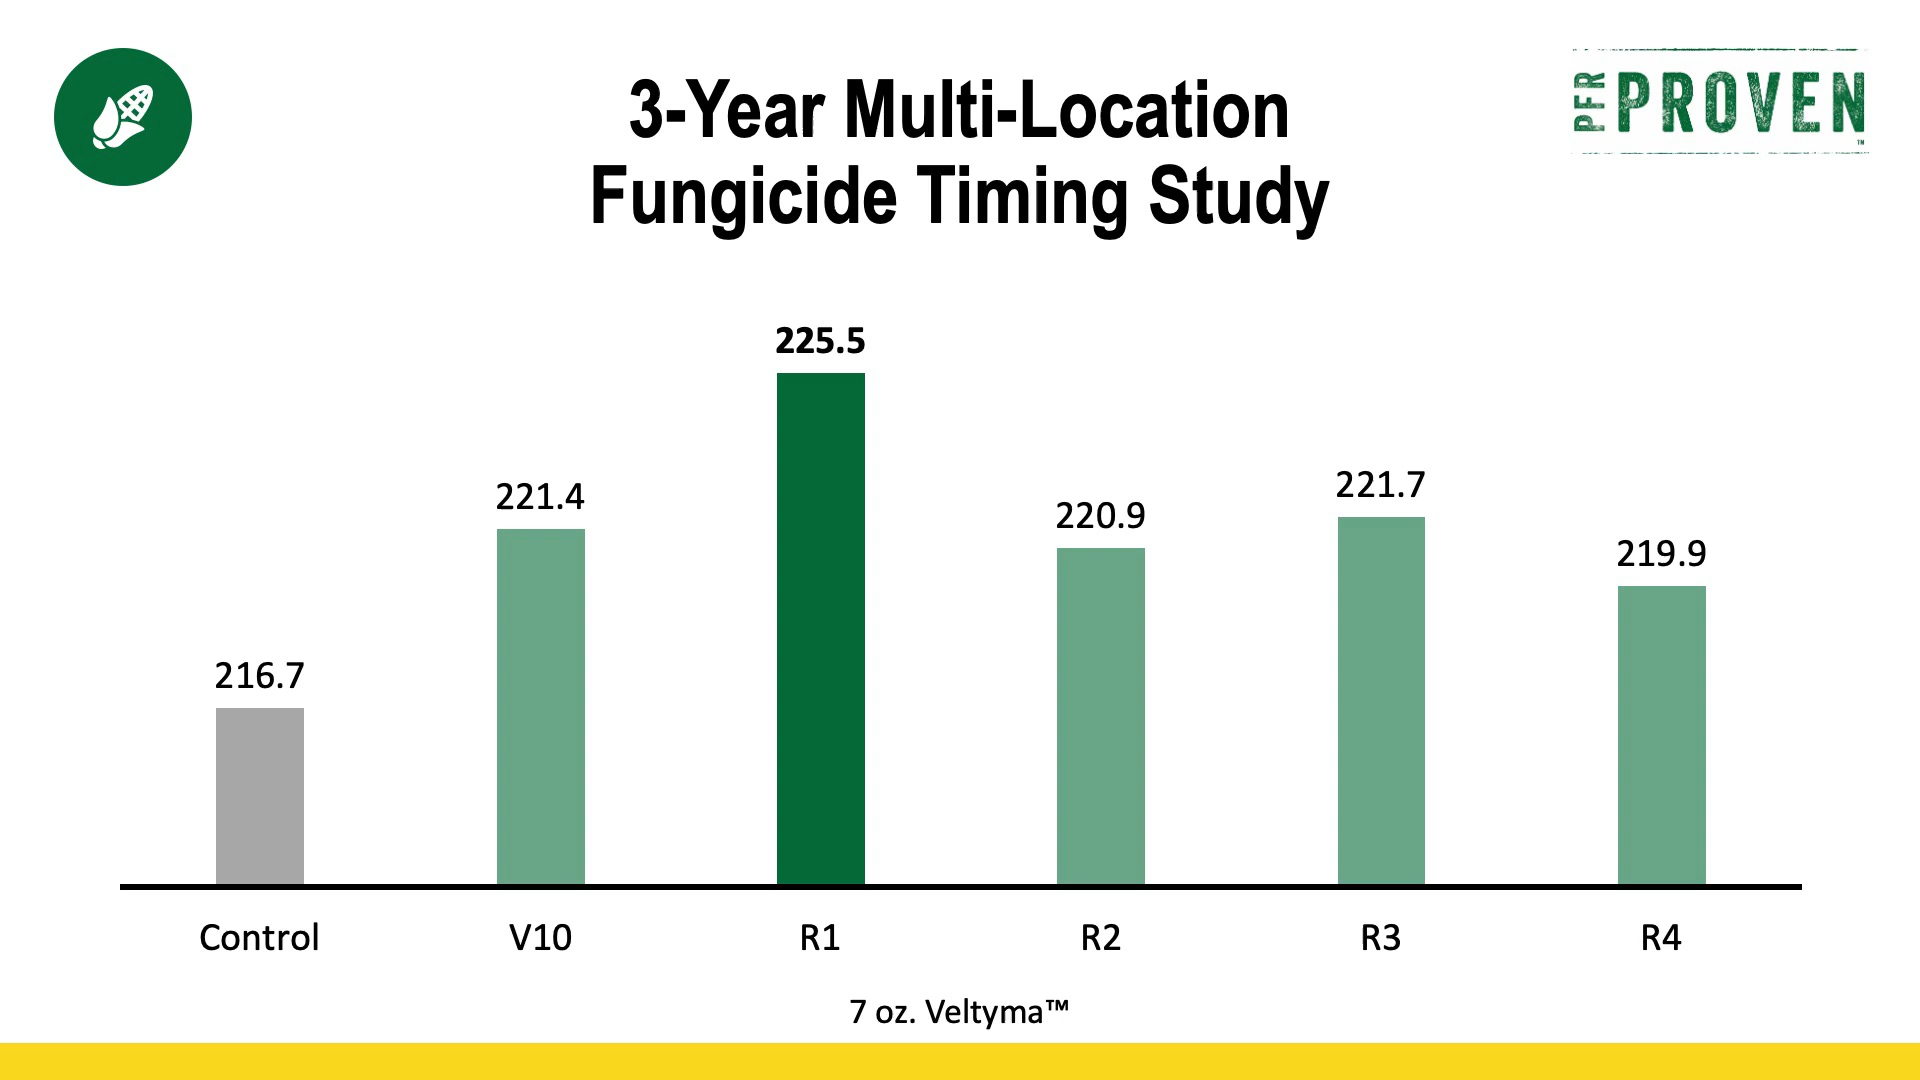 3-Year Multi-Location
Fungicide Timing Study
PFR PROVEN™
225.5
221.4
221.7
220.9
219.9
216.7
Control V10 R1 R2 R3 R4
7 oz. Veltyma™